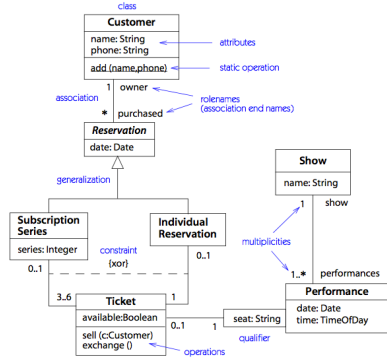 class
Customer
name: String
phone: String
attributes
add (name,phone)
static operation
1 owner
association
rolenames
(association end names)
* purchased
Reservation
date: Date
Show
name: String
generalization
1
show
Subscription
Series
Individual
Reservation
series: Integer
constraint
multiplicities
0..1
{xor}
0..1
1..*
performances
3..6
1
Ticket
Performance
available:Boolean
seat: String
date: Date
time: TimeOfDay
sell (c:Customer)
exchange ()
0..1
1
qualifier
operations